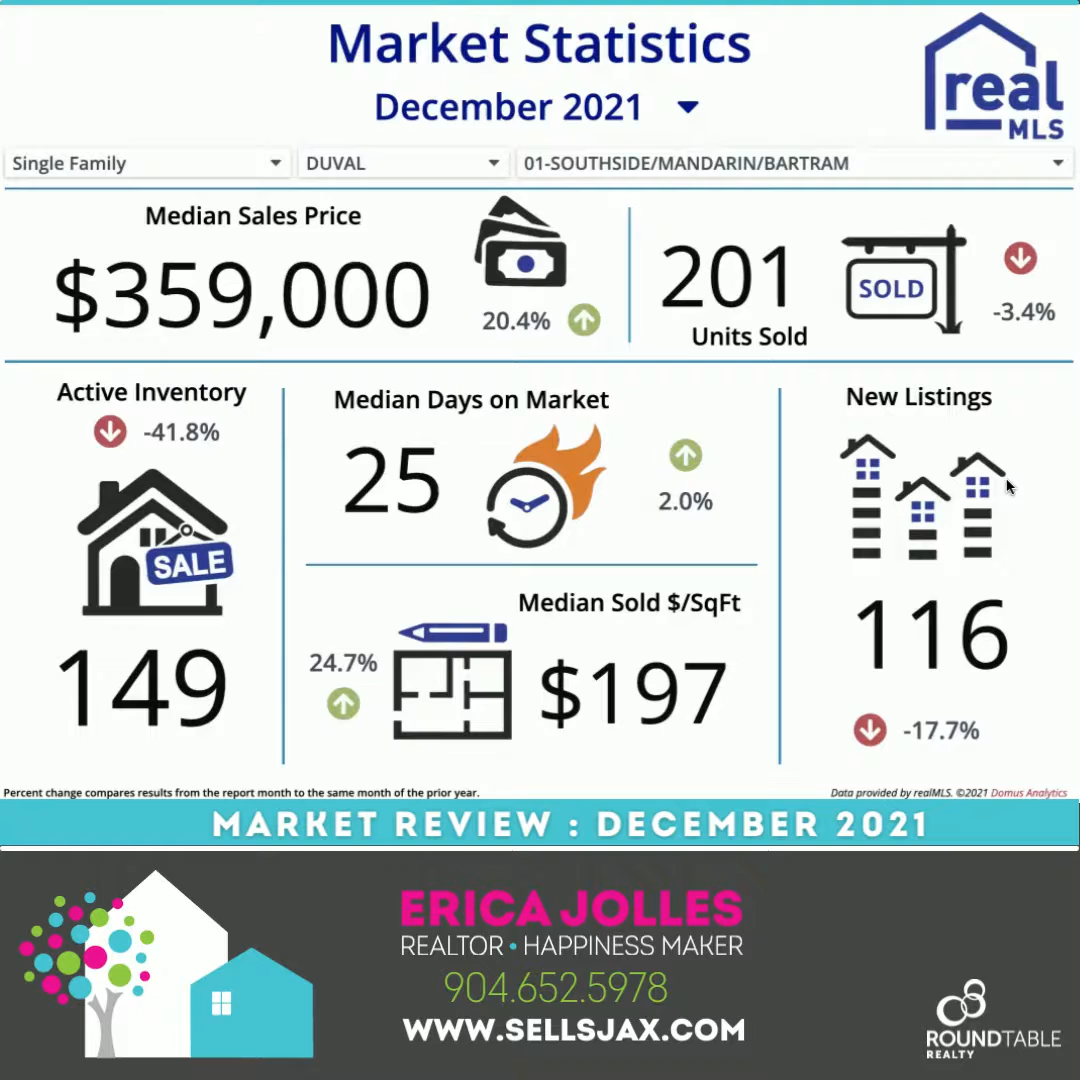 Market Statistics
December 2021
real
MLS
Single Family
DUVAL
01-SOUTHSIDE/MANDARIN/BARTRAM
Median Sales Price
$359,000
20.4%
201
Units Sold
SOLD
-3.4%
Active Inventory
-41.8%
SALE
149
Median Days on Market
25
2.0%
Median Sold $/SqFt
24.7%
$197
New Listings
116
-17.7%
Percent change compares results from the report month to the same month of the prior year.
Data provided by realMLS. ©2021 Domus Analytics
MARKET REVIEW : DECEMBER 2021
ERICA JOLLES
REALTOR • HAPPINESS MAKER
904.652.5978
WWW.SELLSJAX.COM
ROUNDTABLE
REALTY